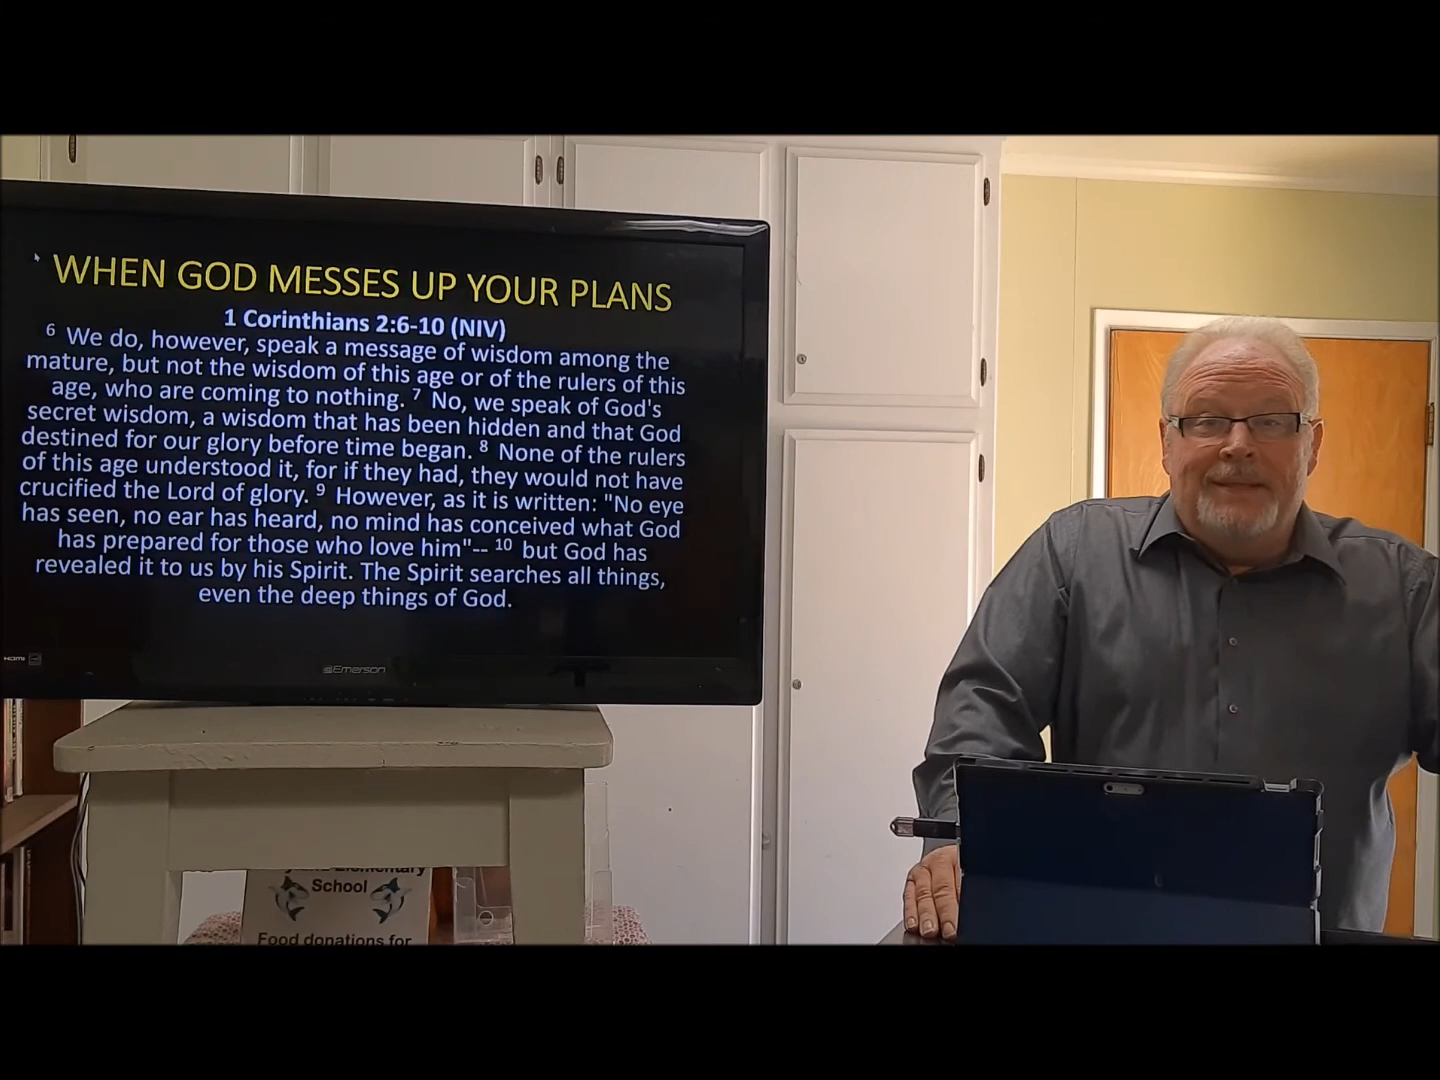 WHEN GOD MESSES UP YOUR PLANS
1 Corinthians 2:6-10 (NIV)
6 We do, however, speak a message of wisdom among the
mature, but not the wisdom of this age or of the rulers of this
age, who are coming to nothing. 7 No, we speak of God's
secret wisdom, a wisdom that has been hidden and that God
destined for our glory before time began. 8 None of the rulers
of this age understood it, for if they had, they would not have
crucified the Lord of glory. 9 However, as it is written: "No eye
has seen, no ear has heard, no mind has conceived what God
has prepared for those who love him"-- 10 but God has
revealed it to us by his Spirit. The Spirit searches all things,
even the deep things of God.
HDMI
Emerson
Elementary
School
Food donations for